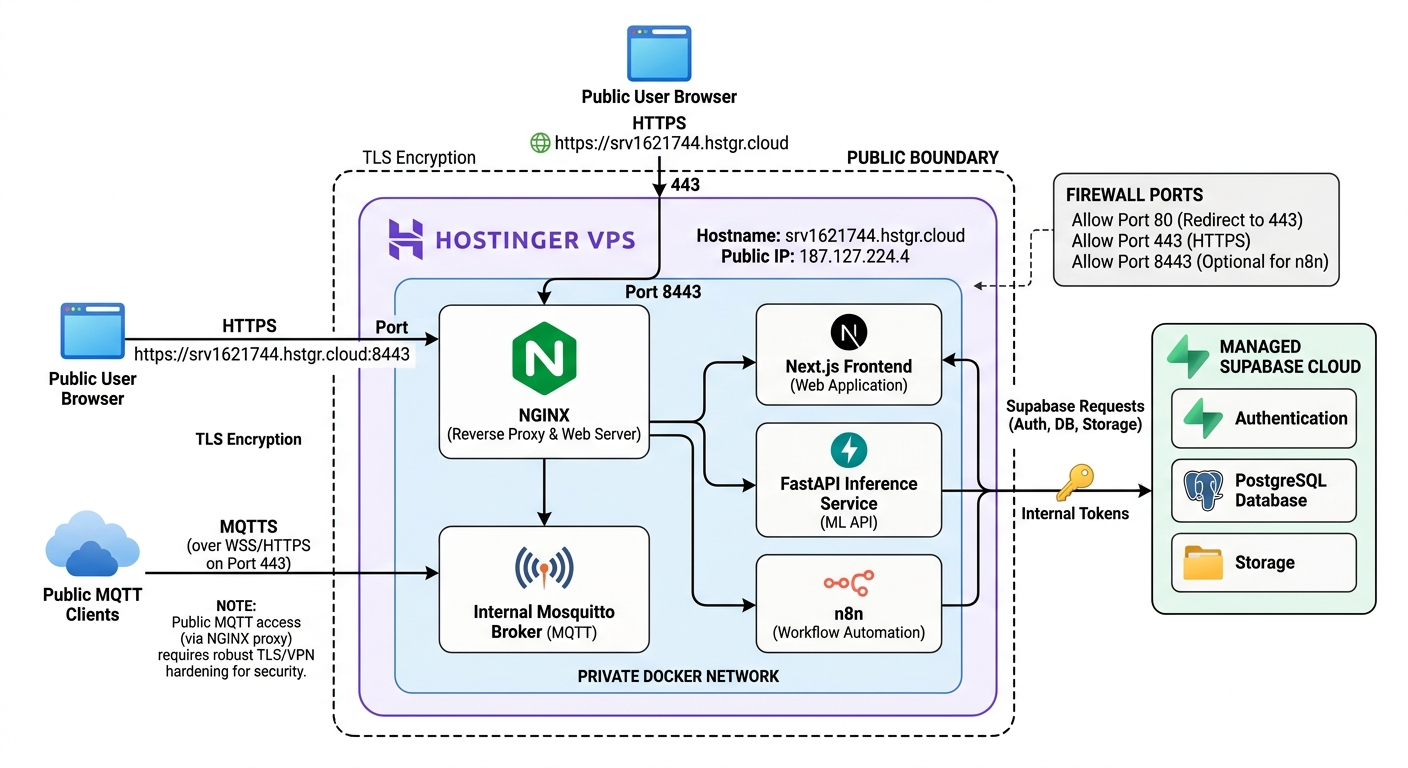 Public User Browser
HTTPS
https://srv1621744.hstgr.cloud
TLS Encryption
PUBLIC BOUNDARY
443
HOSTINGER VPS
Hostname: srv1621744.hstgr.cloud
Public IP: 187.127.224.4
FIREWALL PORTS
Allow Port 80 (Redirect to 443)
Allow Port 443 (HTTPS)
Allow Port 8443 (Optional for n8n)
Port 8443
HTTPS
Port
https://srv1621744.hstgr.cloud:8443
Public User
Browser
N
NGINX
(Reverse Proxy & Web Server)
N
Next.js Frontend
(Web Application)
FastAPI Inference
Service
(ML API)
n8n
(Workflow Automation)
TLS Encryption
MQTTS
(over WSS/HTTPS
on Port 443)
Public MQTT
Clients
NOTE:
Public MQTT access
(via NGINX proxy)
requires robust TLS/VPN
hardening for security.
Internal Mosquitto
Broker (MQTT)
PRIVATE DOCKER NETWORK
Supabase Requests
(Auth, DB, Storage)
Internal Tokens
MANAGED
SUPABASE CLOUD
Authentication
PostgreSQL
Database
Storage